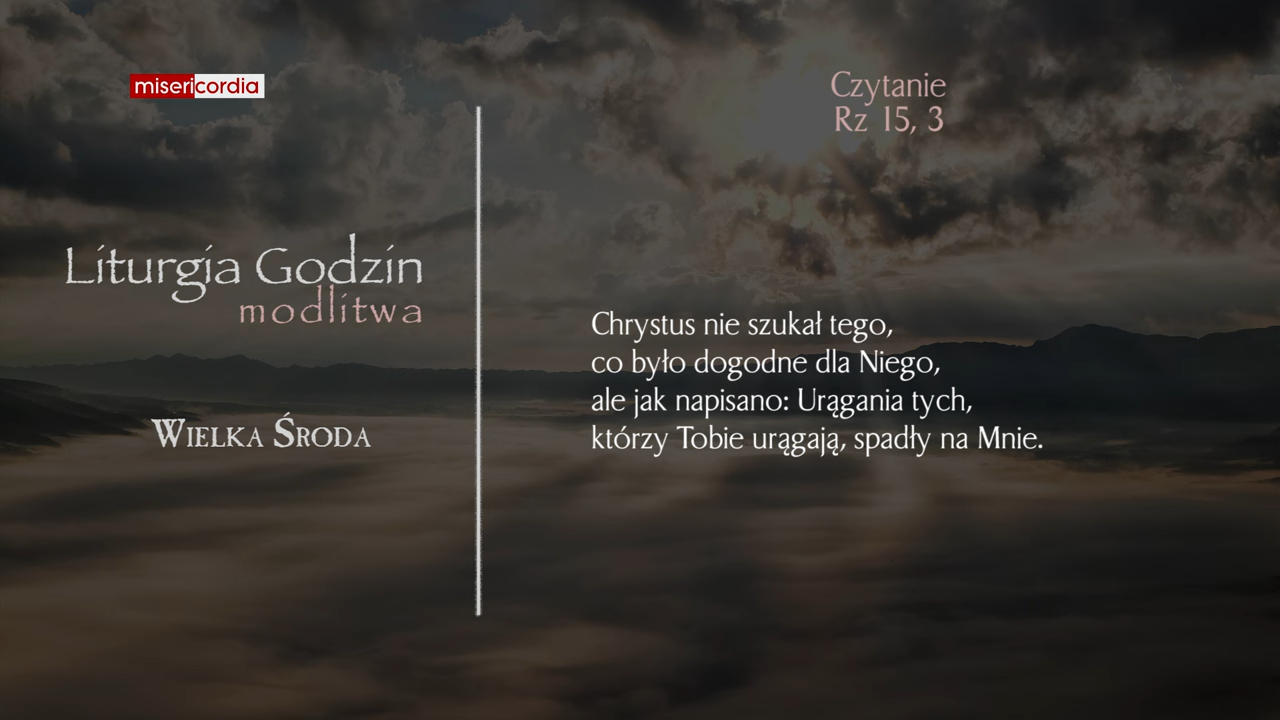 misericordia
Liturgia Godzin
modlitwa
Wielka Środa
Czytanie
Rz 15, 3
Chrystus nie szukał tego,
co było dogodne dla Niego,
ale jak napisano: Urągania tych,
którzy Tobie urągają, spadły na Mnie.